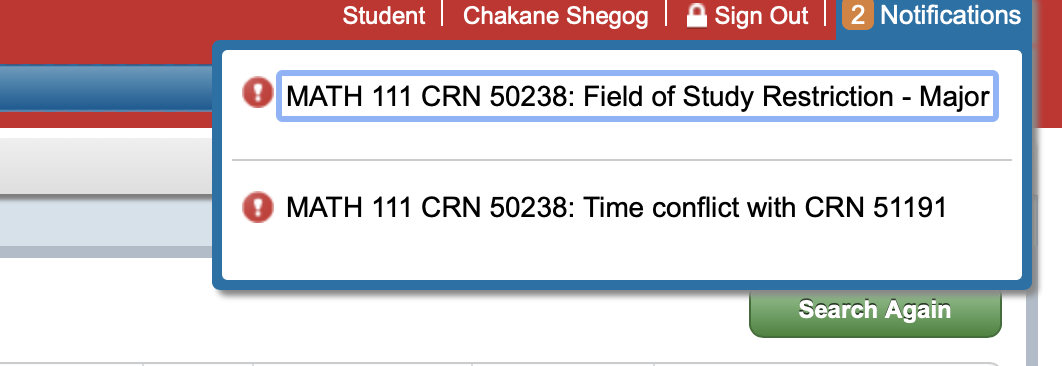 Student Chakane Shegog Sign Out 2 Notifications
MATH 111 CRN 50238: Field of Study Restriction - Major
MATH 111 CRN 50238: Time conflict with CRN 51191
Search Again